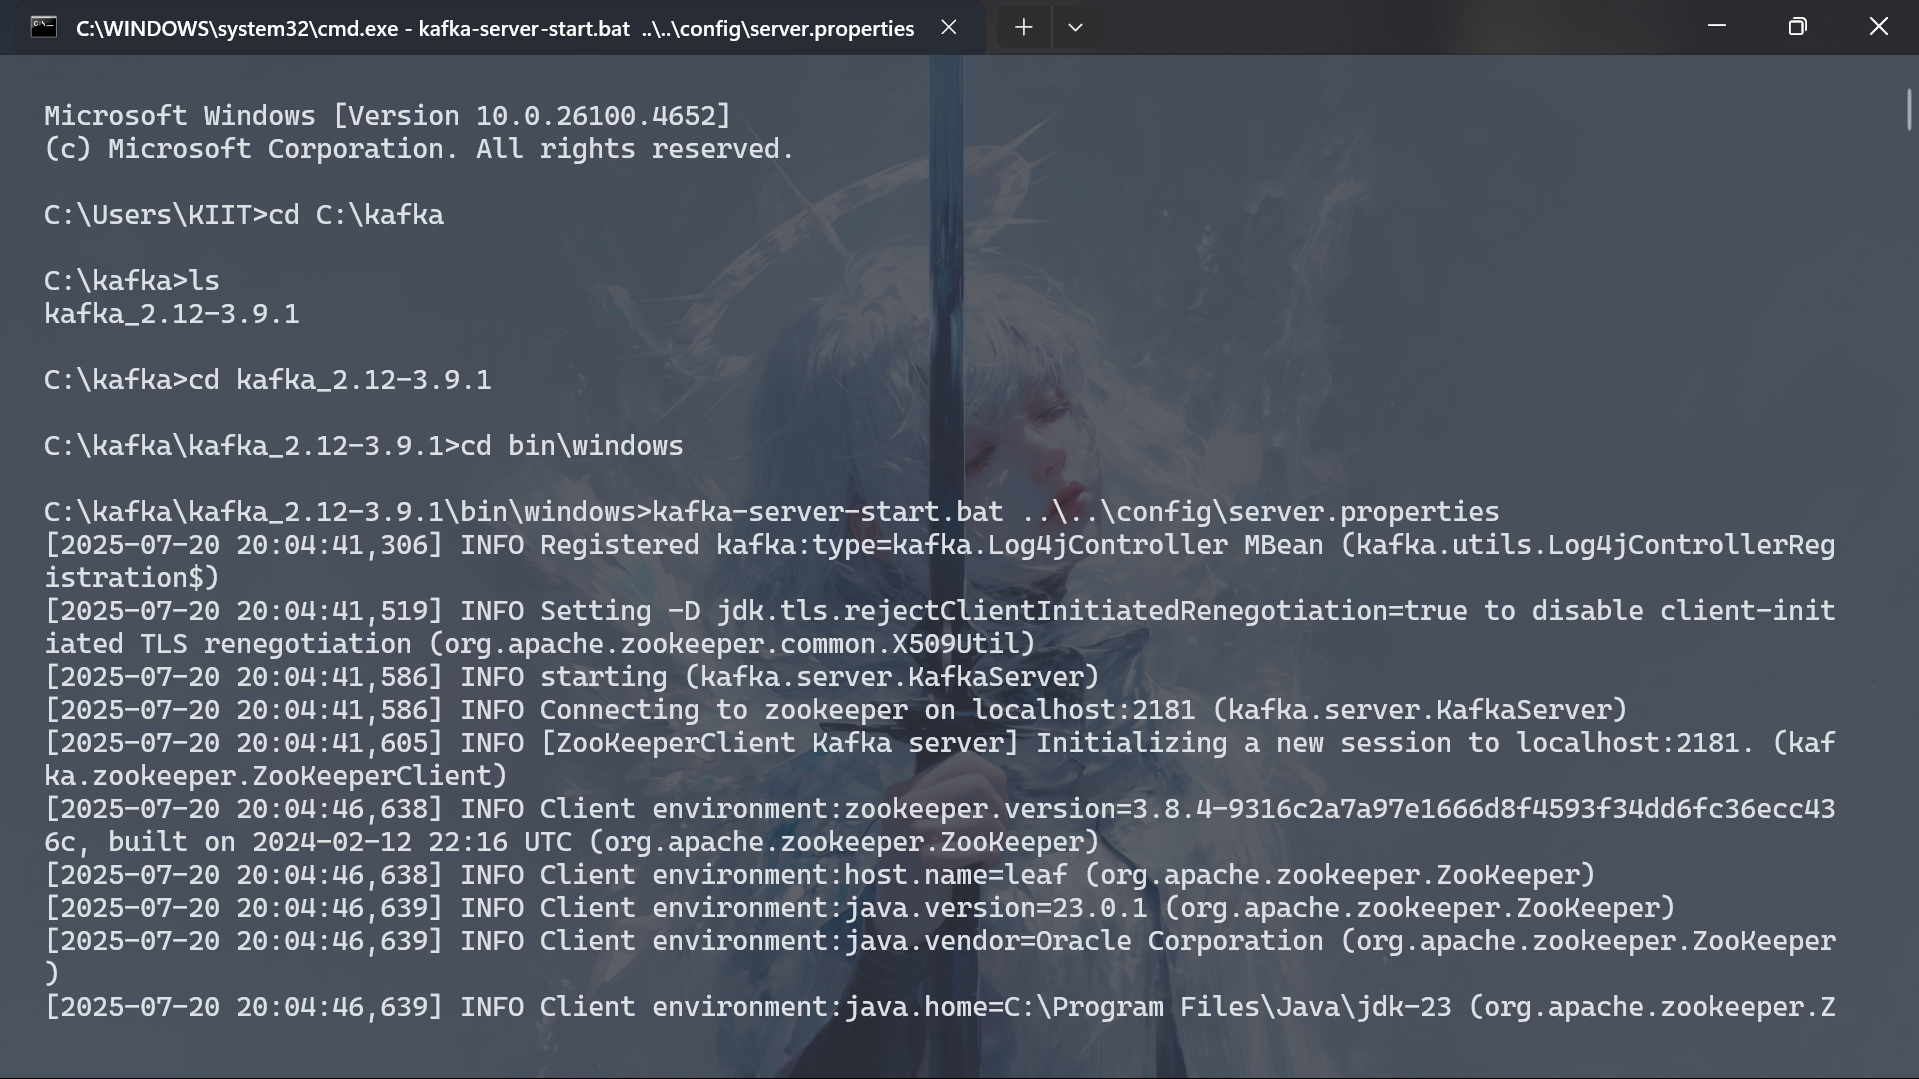 C:\WINDOWS\system32\cmd.exe - kafka-server-start.bat ..\..\config\server.properties
Microsoft Windows [Version 10.0.26100.4652]
(c) Microsoft Corporation. All rights reserved.
C:\Users\KIIT>cd C:\kafka
C:\kafka>ls
kafka_2.12-3.9.1
C:\kafka>cd kafka_2.12-3.9.1
C:\kafka\kafka_2.12-3.9.1>cd bin\windows
C:\kafka\kafka_2.12-3.9.1\bin\windows>kafka-server-start.bat ..\..\config\server.properties
[2025-07-20 20:04:41,306] INFO Registered kafka:type=kafka.Log4jController MBean (kafka.utils.Log4jControllerReg
istration$)
[2025-07-20 20:04:41,519] INFO Setting -D jdk.tls.rejectClientInitiatedRenegotiation=true to disable client-init
iated TLS renegotiation (org.apache.zookeeper.common.X509Util)
[2025-07-20 20:04:41,586] INFO starting (kafka.server.KafkaServer)
[2025-07-20 20:04:41,586] INFO Connecting to zookeeper on localhost:2181 (kafka.server.KafkaServer)
[2025-07-20 20:04:41,605] INFO [ZooKeeperClient Kafka server] Initializing a new session to localhost:2181. (kaf
ka.zookeeper.ZooKeeperClient)
[2025-07-20 20:04:46,638] INFO Client environment:zookeeper.version=3.8.4-9316c2a7a97e1666d8f4593f34dd6fc36ecc43
6c, built on 2024-02-12 22:16 UTC (org.apache.zookeeper.ZooKeeper)
[2025-07-20 20:04:46,638] INFO Client environment:host.name=leaf (org.apache.zookeeper.ZooKeeper)
[2025-07-20 20:04:46,639] INFO Client environment:java.version=23.0.1 (org.apache.zookeeper.ZooKeeper)
[2025-07-20 20:04:46,639] INFO Client environment:java.vendor=Oracle Corporation (org.apache.zookeeper.ZooKeeper
)
[2025-07-20 20:04:46,639] INFO Client environment:java.home=C:\Program Files\Java\jdk-23 (org.apache.zookeeper.Z